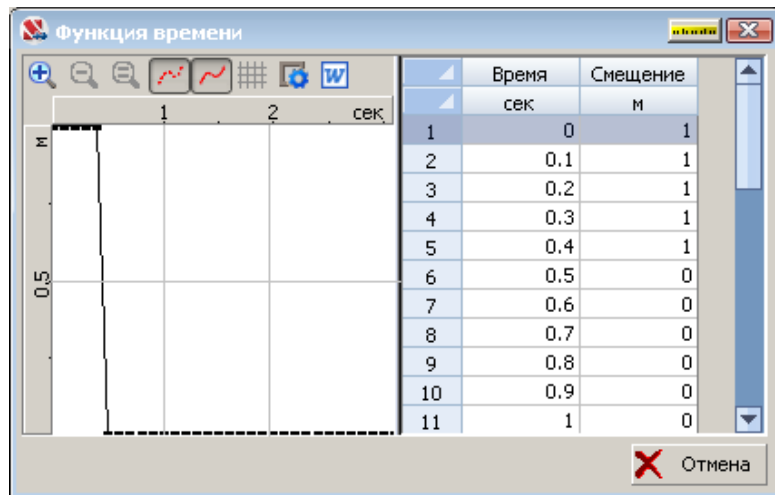 Функция времени
W
1 2 сек
м
0.5
Время Смещение
сек м
1 0 1
2 0.1 1
3 0.2 1
4 0.3 1
5 0.4 1
6 0.5 0
7 0.6 0
8 0.7 0
9 0.8 0
10 0.9 0
11 1 0
Отмена